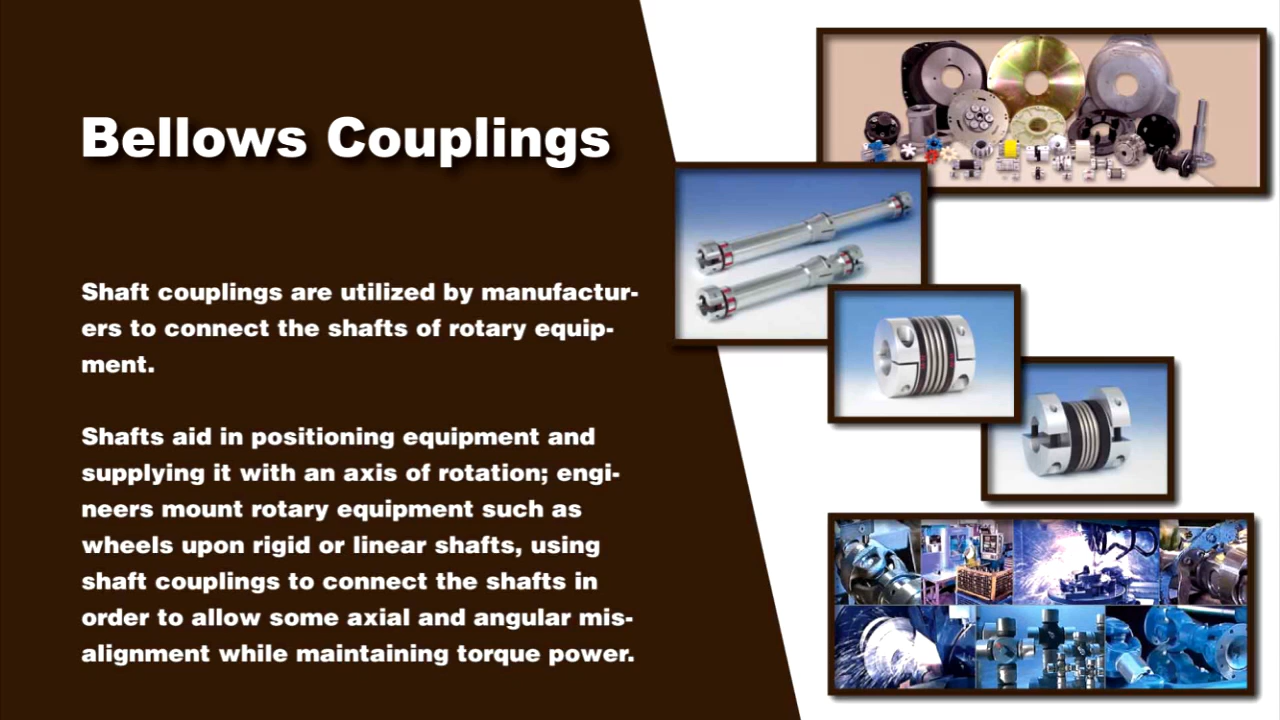 Bellows Couplings
Shaft couplings are utilized by manufactur-
ers to connect the shafts of rotary equip-
ment.
Shafts aid in positioning equipment and
supplying it with an axis of rotation; engi-
neers mount rotary equipment such as
wheels upon rigid or linear shafts, using
shaft couplings to connect the shafts in
order to allow some axial and angular mis-
alignment while maintaining torque power.